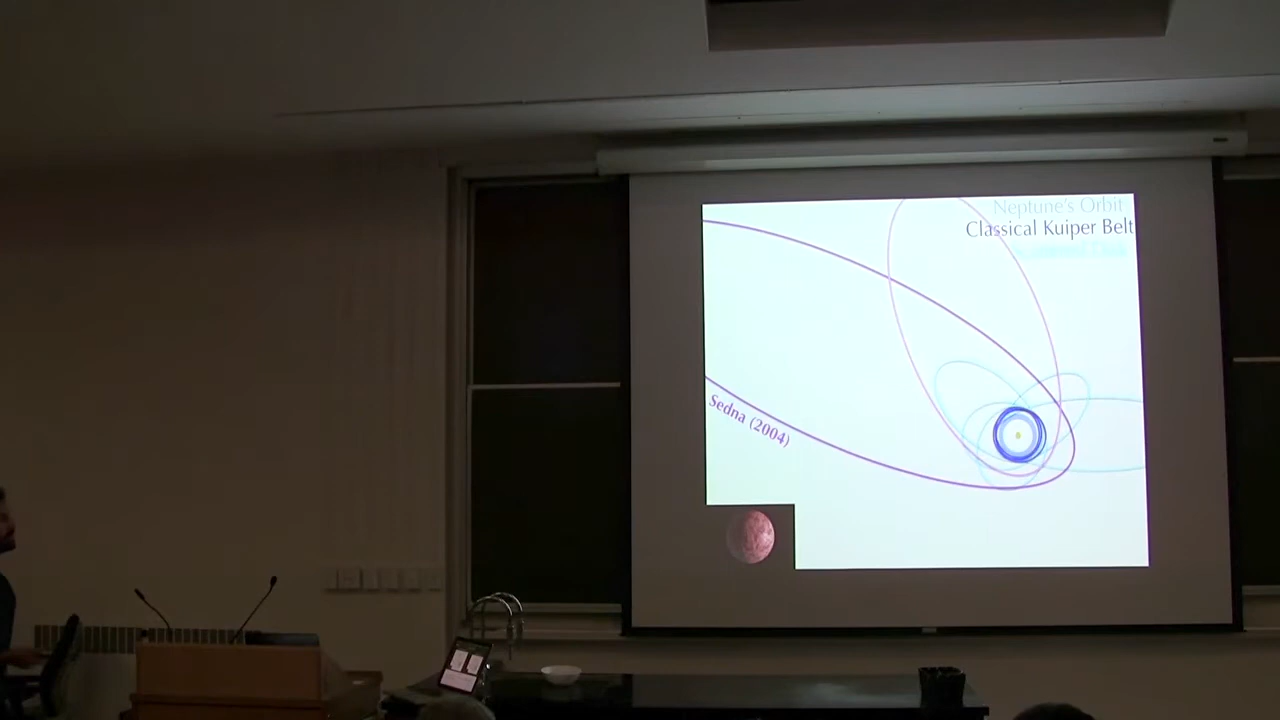 Neptune's Orbit
Classical Kuiper Belt
Sedna (2004)